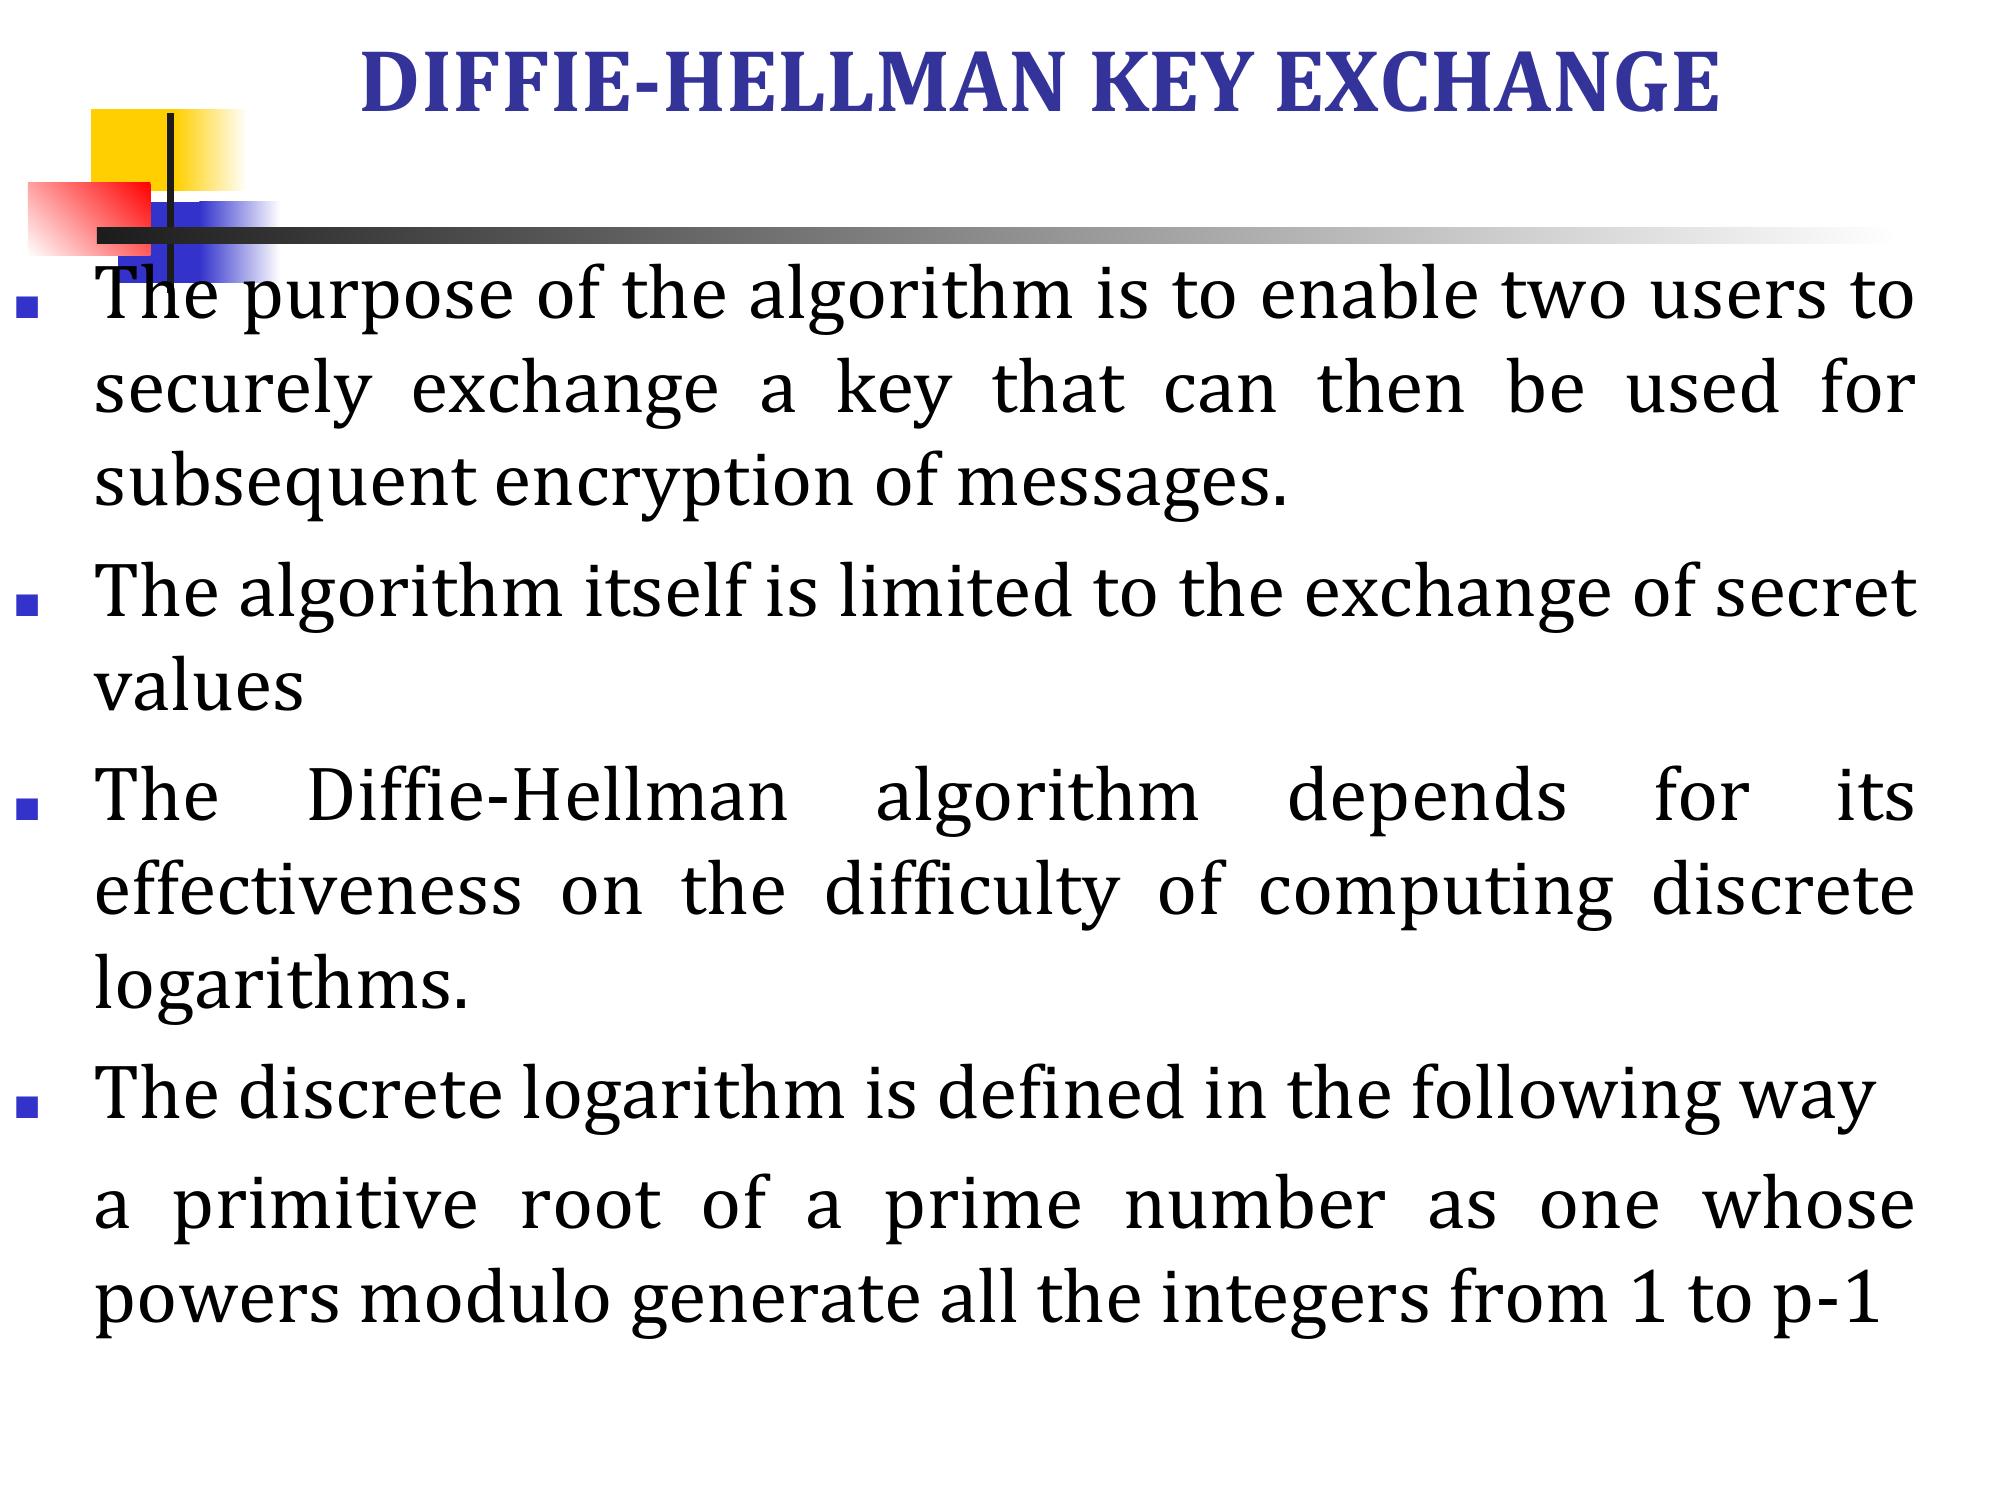 DIFFIE-HELLMAN KEY EXCHANGE
The purpose of the algorithm is to enable two users to
securely exchange a key that can then be used for
subsequent encryption of messages.
The algorithm itself is limited to the exchange of secret
values
The Diffie-Hellman algorithm depends for its
effectiveness on the difficulty of computing discrete
logarithms.
The discrete logarithm is defined in the following way
a primitive root of a prime number as one whose
powers modulo generate all the integers from 1 to p-1